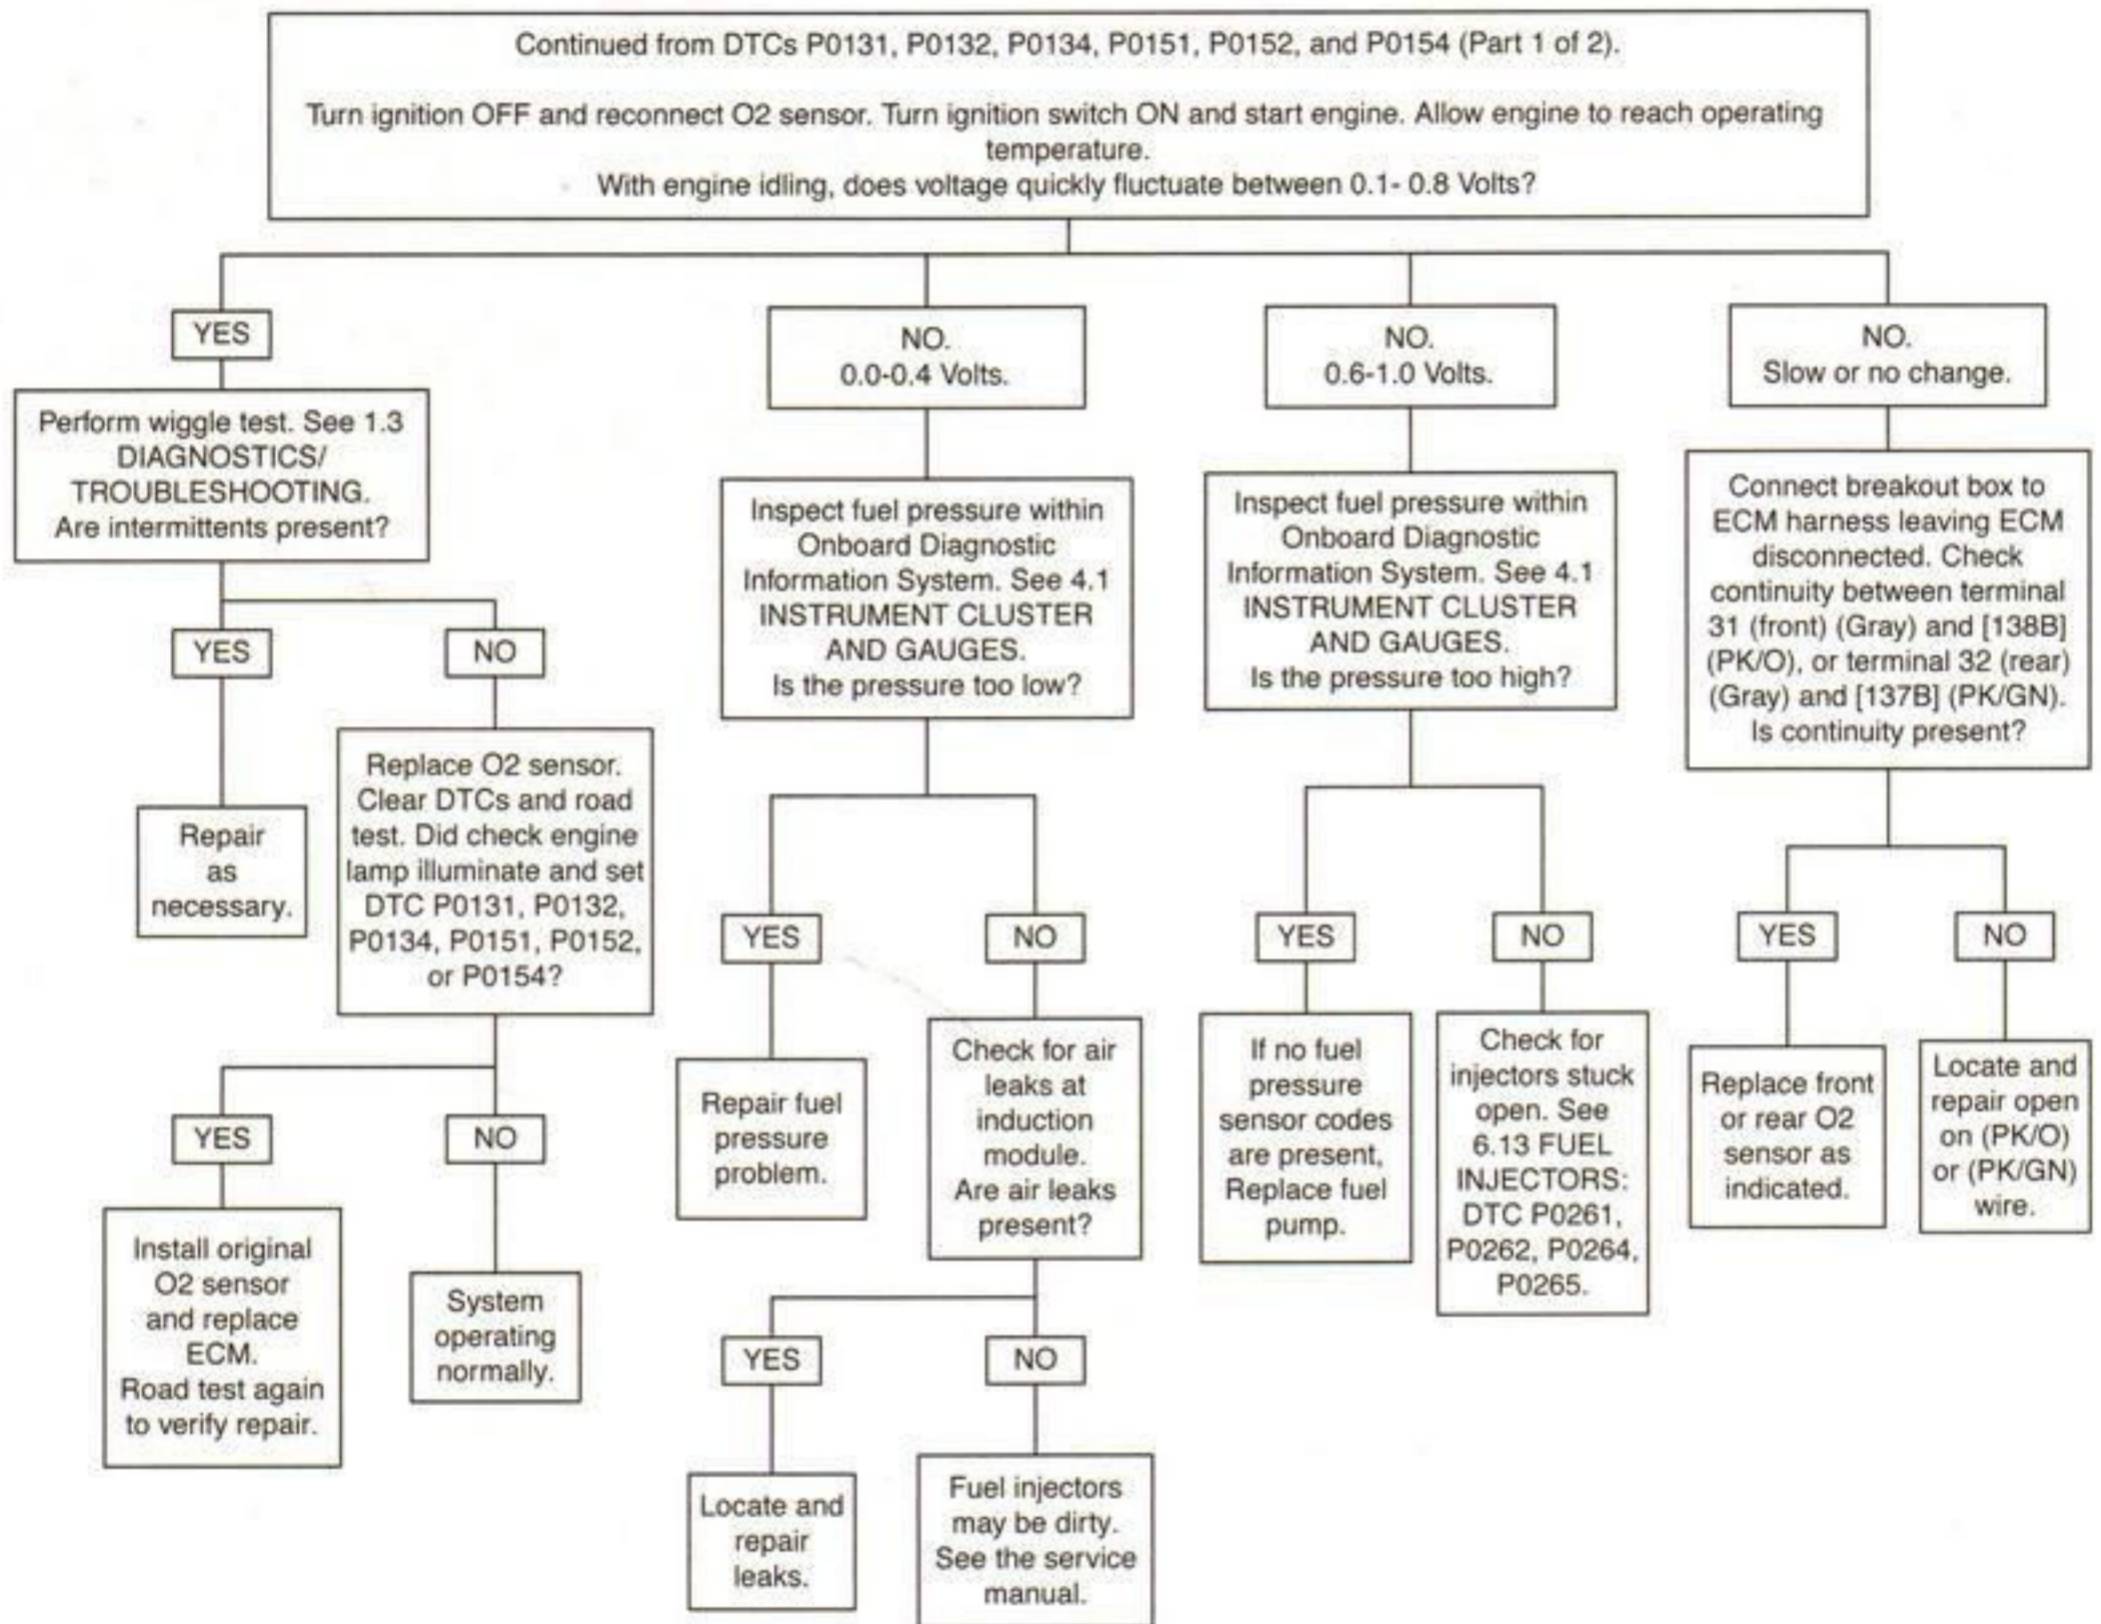 Continued from DTCs P0131, P0132, P0134, P0151, P0152, and P0154 (Part 1 of 2).
Turn ignition OFF and reconnect O2 sensor. Turn ignition switch ON and start engine. Allow engine to reach operating
temperature.
With engine idling, does voltage quickly fluctuate between 0.1- 0.8 Volts?
YES
Perform wiggle test. See 1.3
DIAGNOSTICS/
TROUBLESHOOTING.
Are intermittents present?
YES
Repair
as
necessary.
NO
Replace O2 sensor.
Clear DTCs and road
test. Did check engine
lamp illuminate and set
DTC P0131, P0132,
P0134, P0151, P0152,
or P0154?
YES
Install original
O2 sensor
and replace
ECM.
Road test again
to verify repair.
NO
System
operating
normally.
NO.
0.0-0.4 Volts.
Inspect fuel pressure within
Onboard Diagnostic
Information System. See 4.1
INSTRUMENT CLUSTER
AND GAUGES.
Is the pressure too low?
YES
Repair fuel
pressure
problem.
NO
Check for air
leaks at
induction
module.
Are air leaks
present?
YES
Locate and
repair
leaks.
NO
Fuel injectors
may be dirty.
See the service
manual.
NO.
0.6-1.0 Volts.
Inspect fuel pressure within
Onboard Diagnostic
Information System. See 4.1
INSTRUMENT CLUSTER
AND GAUGES.
Is the pressure too high?
YES
If no fuel
pressure
sensor codes
are present,
Replace fuel
pump.
NO
Check for
injectors stuck
open. See
6.13 FUEL
INJECTORS:
DTC P0261,
P0262, P0264,
P0265.
NO.
Slow or no change.
Connect breakout box to
ECM harness leaving ECM
disconnected. Check
continuity between terminal
31 (front) (Gray) and [138B]
(PK/O), or terminal 32 (rear)
(Gray) and [137B] (PK/GN).
Is continuity present?
YES
Replace front
or rear O2
sensor as
indicated.
NO
Locate and
repair open
on (PK/O)
or (PK/GN)
wire.